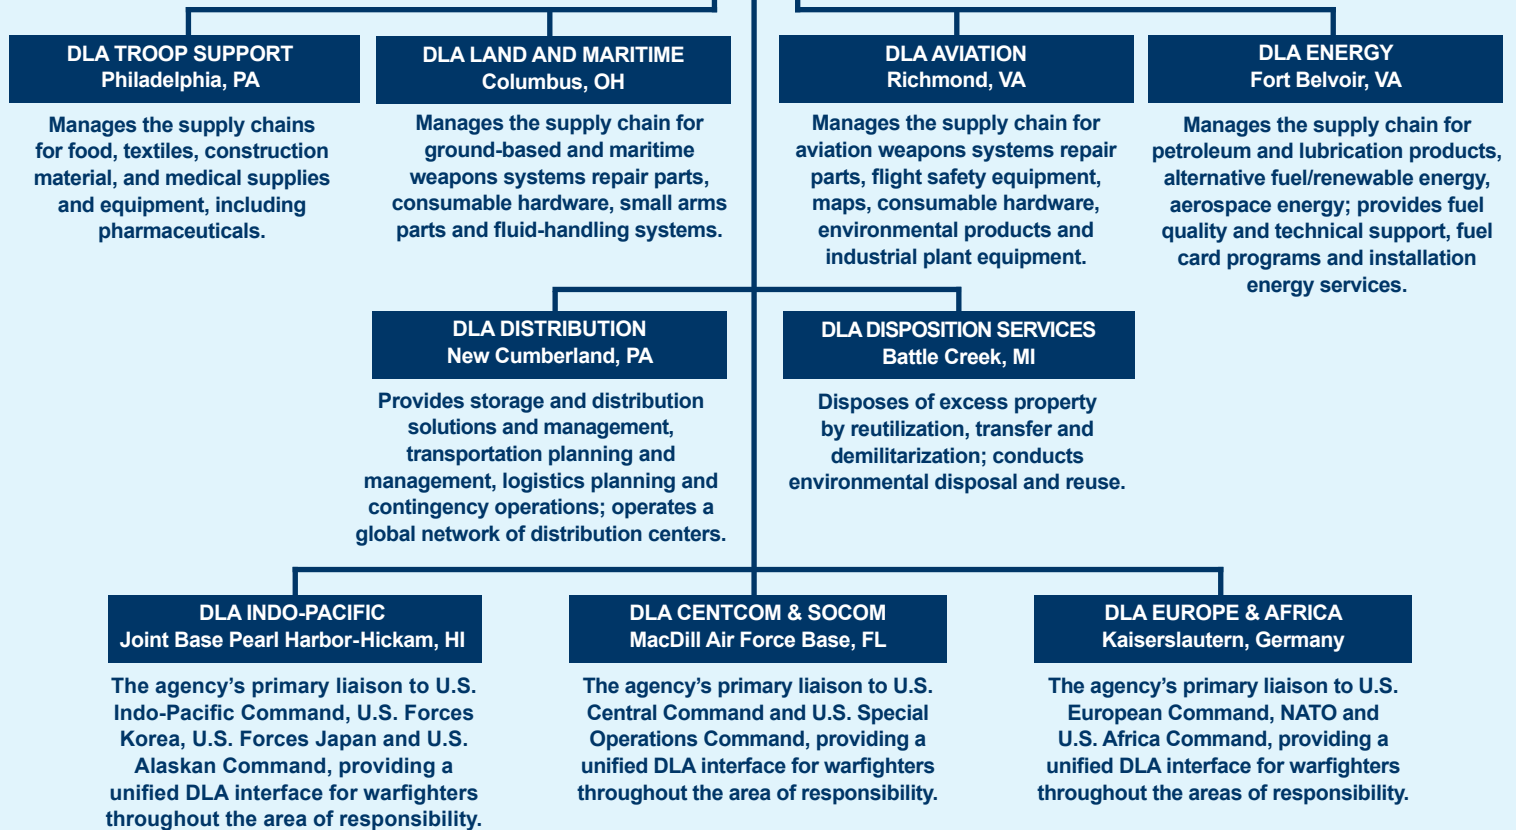 DLA TROOP SUPPORT
Philadelphia, PA
Manages the supply chains
for food, textiles, construction
material, and medical supplies
and equipment, including
pharmaceuticals.
DLA LAND AND MARITIME
Columbus, OH
Manages the supply chain for
ground-based and maritime
weapons systems repair parts,
consumable hardware, small arms
parts and fluid-handling systems.
DLA AVIATION
Richmond, VA
Manages the supply chain for
aviation weapons systems repair
parts, flight safety equipment,
maps, consumable hardware,
environmental products and
industrial plant equipment.
DLA ENERGY
Fort Belvoir, VA
Manages the supply chain for
petroleum and lubrication products,
alternative fuel/renewable energy,
aerospace energy; provides fuel
quality and technical support, fuel
card programs and installation
energy services.
DLA DISTRIBUTION
New Cumberland, PA
Provides storage and distribution
solutions and management,
transportation planning and
management, logistics planning and
contingency operations; operates a
global network of distribution centers.
DLA DISPOSITION SERVICES
Battle Creek, MI
Disposes of excess property
by reutilization, transfer and
demilitarization; conducts
environmental disposal and reuse.
DLA INDO-PACIFIC
Joint Base Pearl Harbor-Hickam, HI
The agency’s primary liaison to U.S.
Indo-Pacific Command, U.S. Forces
Korea, U.S. Forces Japan and U.S.
Alaskan Command, providing a
unified DLA interface for warfighters
throughout the area of responsibility.
DLA CENTCOM & SOCOM
MacDill Air Force Base, FL
The agency’s primary liaison to U.S.
Central Command and U.S. Special
Operations Command, providing a
unified DLA interface for warfighters
throughout the area of responsibility.
DLA EUROPE & AFRICA
Kaiserslautern, Germany
The agency’s primary liaison to U.S.
European Command, NATO and
U.S. Africa Command, providing a
unified DLA interface for warfighters
throughout the areas of responsibility.